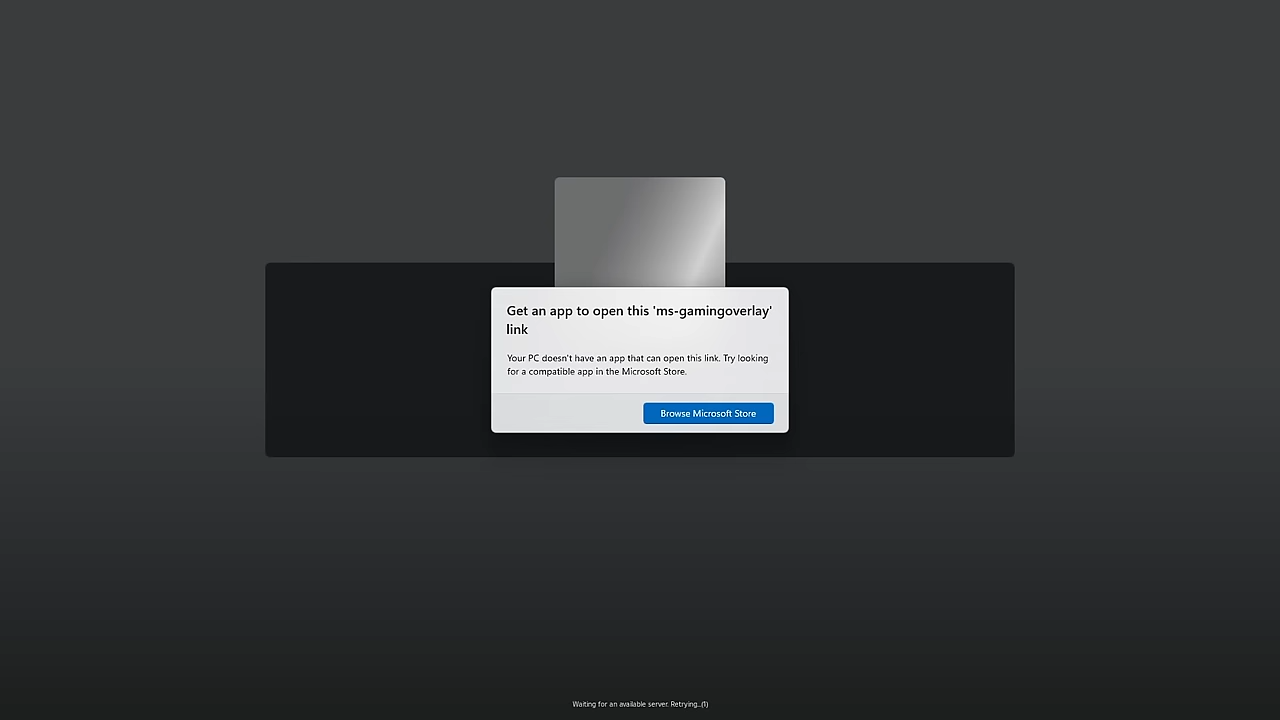 Get an app to open this 'ms-gamingoverlay'
link
Your PC doesn't have an app that can open this link. Try looking
for a compatible app in the Microsoft Store.
Browse Microsoft Store
Waiting for an available server. Retrying...(1)